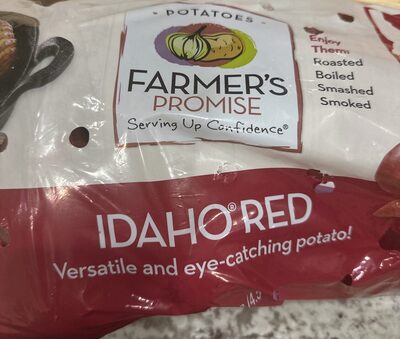 • POTATOES •
FARMER'S
PROMISE
Serving Up Confidence®
Enjoy
Them:
Roasted
Boiled
Smashed
Smoked
IDAHO® RED
Versatile and eye-catching potato!